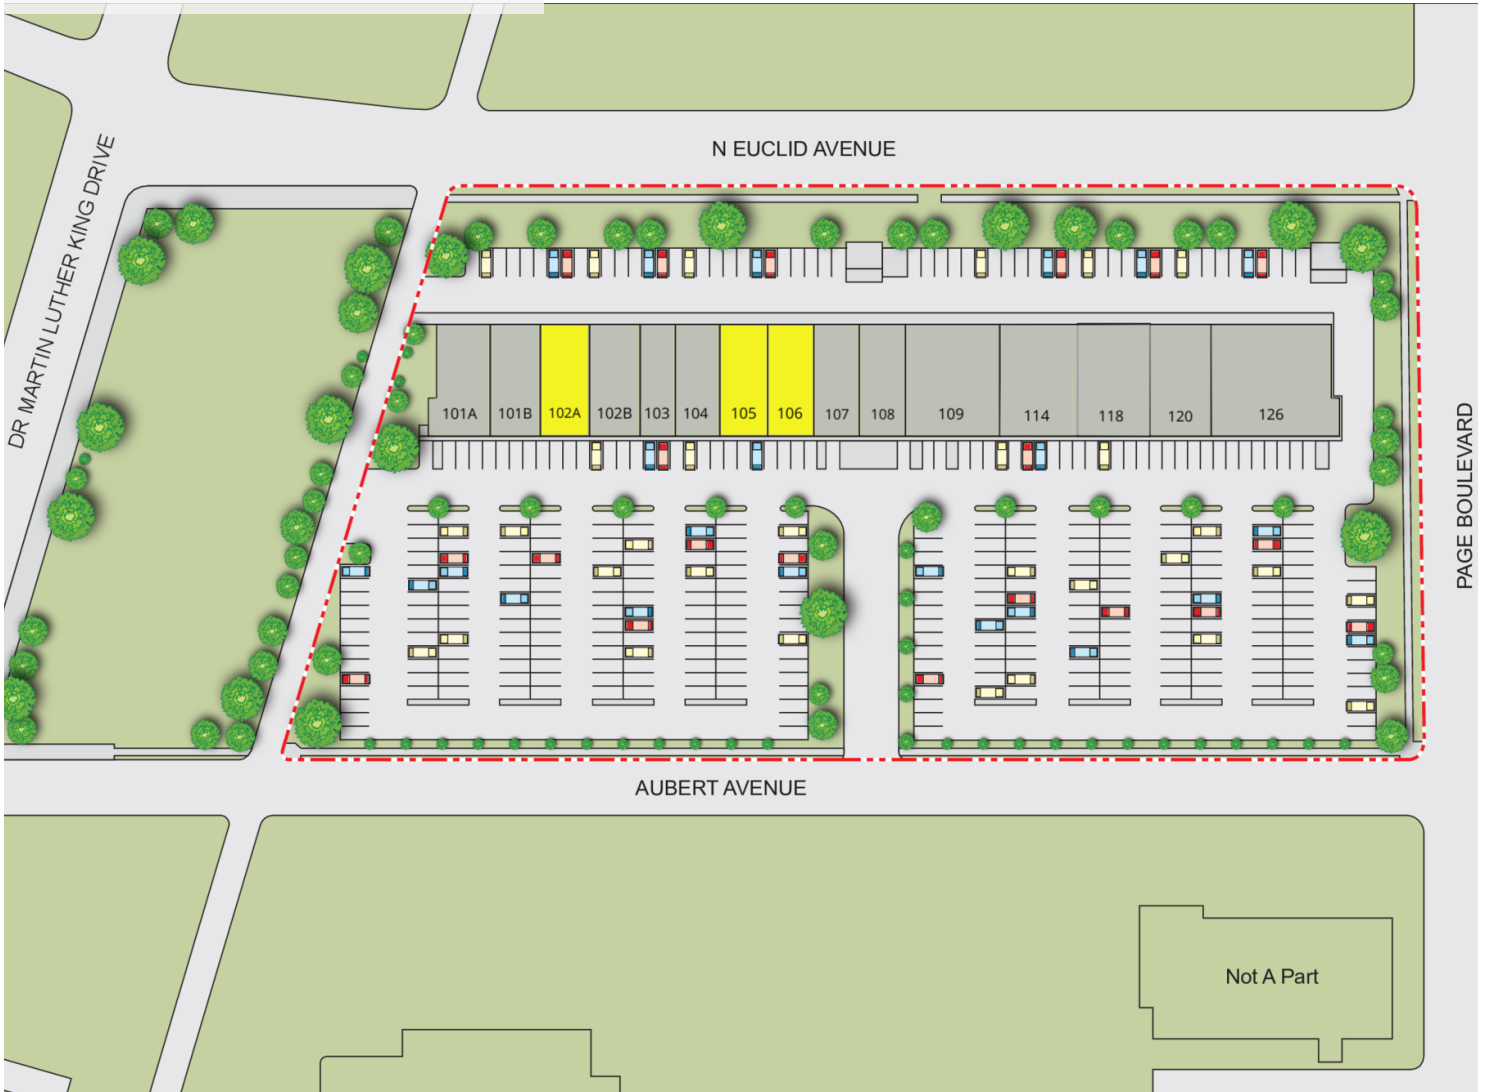 N EUCLID AVENUE
DR MARTIN LUTHER KING DRIVE
101A
101B
102A
102B
103
104
105
106
107
108
109
114
118
120
126
PAGE BOULEVARD
AUBERT AVENUE
Not A Part